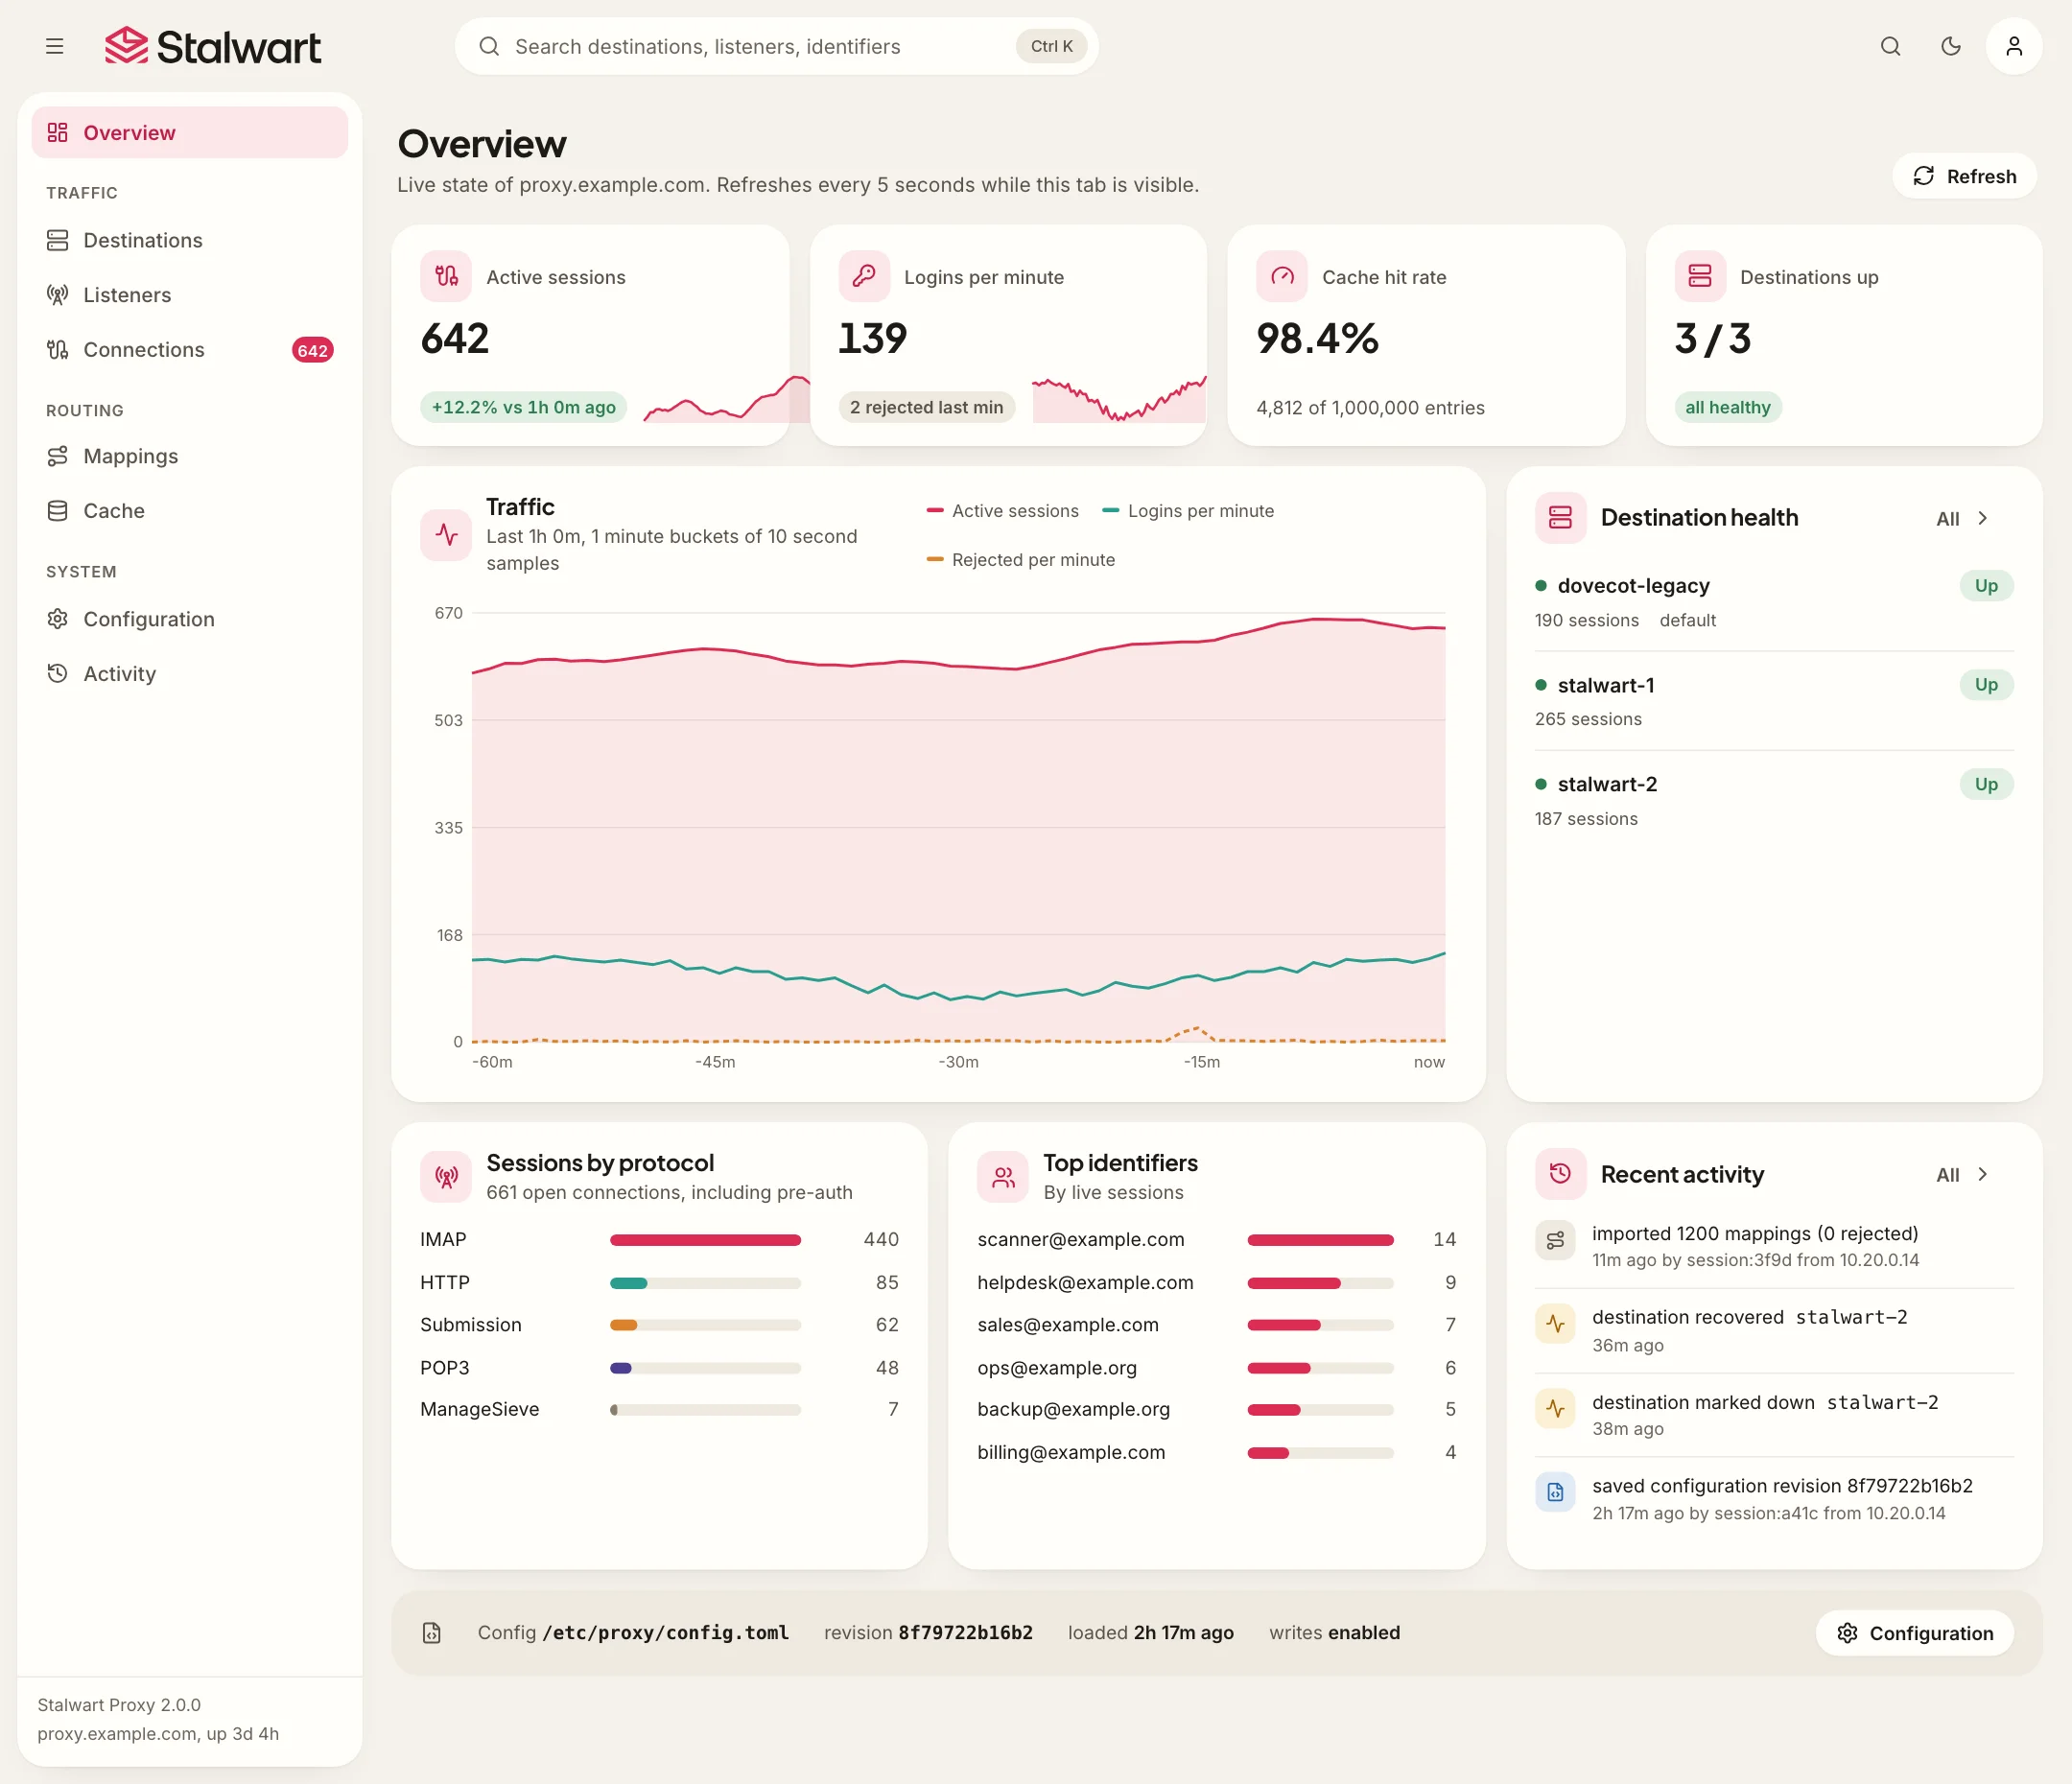 Stalwart
Search destinations, listeners, identifiers
Ctrl K
Overview
TRAFFIC
Destinations
Listeners
Connections 642
ROUTING
Mappings
Cache
SYSTEM
Configuration
Activity
Stalwart Proxy 2.0.0
proxy.example.com, up 3d 4h
Overview
Live state of proxy.example.com. Refreshes every 5 seconds while this tab is visible.
Refresh
Active sessions
642
+12.2% vs 1h 0m ago
Logins per minute
139
2 rejected last min
Cache hit rate
98.4%
4,812 of 1,000,000 entries
Destinations up
3 / 3
all healthy
Traffic
Last 1h 0m, 1 minute buckets of 10 second
samples
Active sessions
Logins per minute
Rejected per minute
670
503
335
168
0
-60m -45m -30m -15m now
Destination health
All
dovecot-legacy Up
190 sessions default
stalwart-1 Up
265 sessions
stalwart-2 Up
187 sessions
Sessions by protocol
661 open connections, including pre-auth
IMAP 440
HTTP 85
Submission 62
POP3 48
ManageSieve 7
Top identifiers
By live sessions
scanner@example.com 14
helpdesk@example.com 9
sales@example.com 7
ops@example.org 6
backup@example.org 5
billing@example.com 4
Recent activity
All
imported 1200 mappings (0 rejected)
11m ago by session:3f9d from 10.20.0.14
destination recovered stalwart-2
36m ago
destination marked down stalwart-2
38m ago
saved configuration revision 8f79722b16b2
2h 17m ago by session:a41c from 10.20.0.14
Config /etc/proxy/config.toml revision 8f79722b16b2 loaded 2h 17m ago writes enabled
Configuration